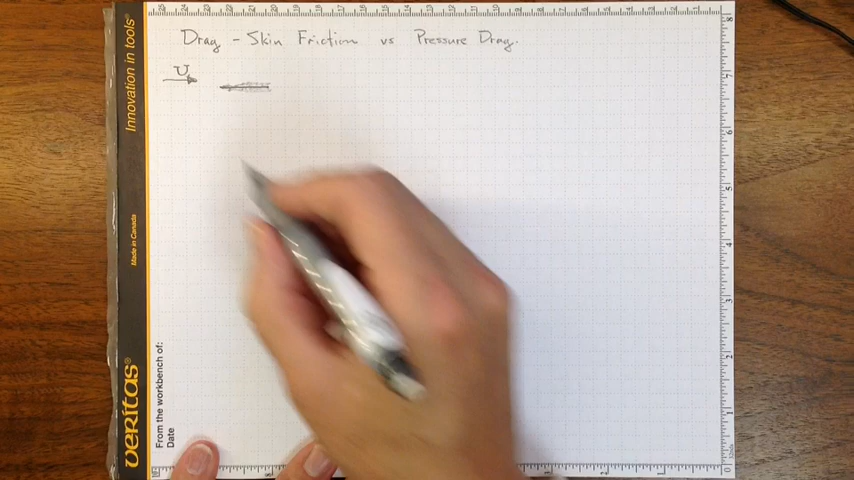 Drag - Skin Friction vs Pressure Drag.
U
Innovation in tools®
Made in Canada
veritas®
From the workbench of:
Date